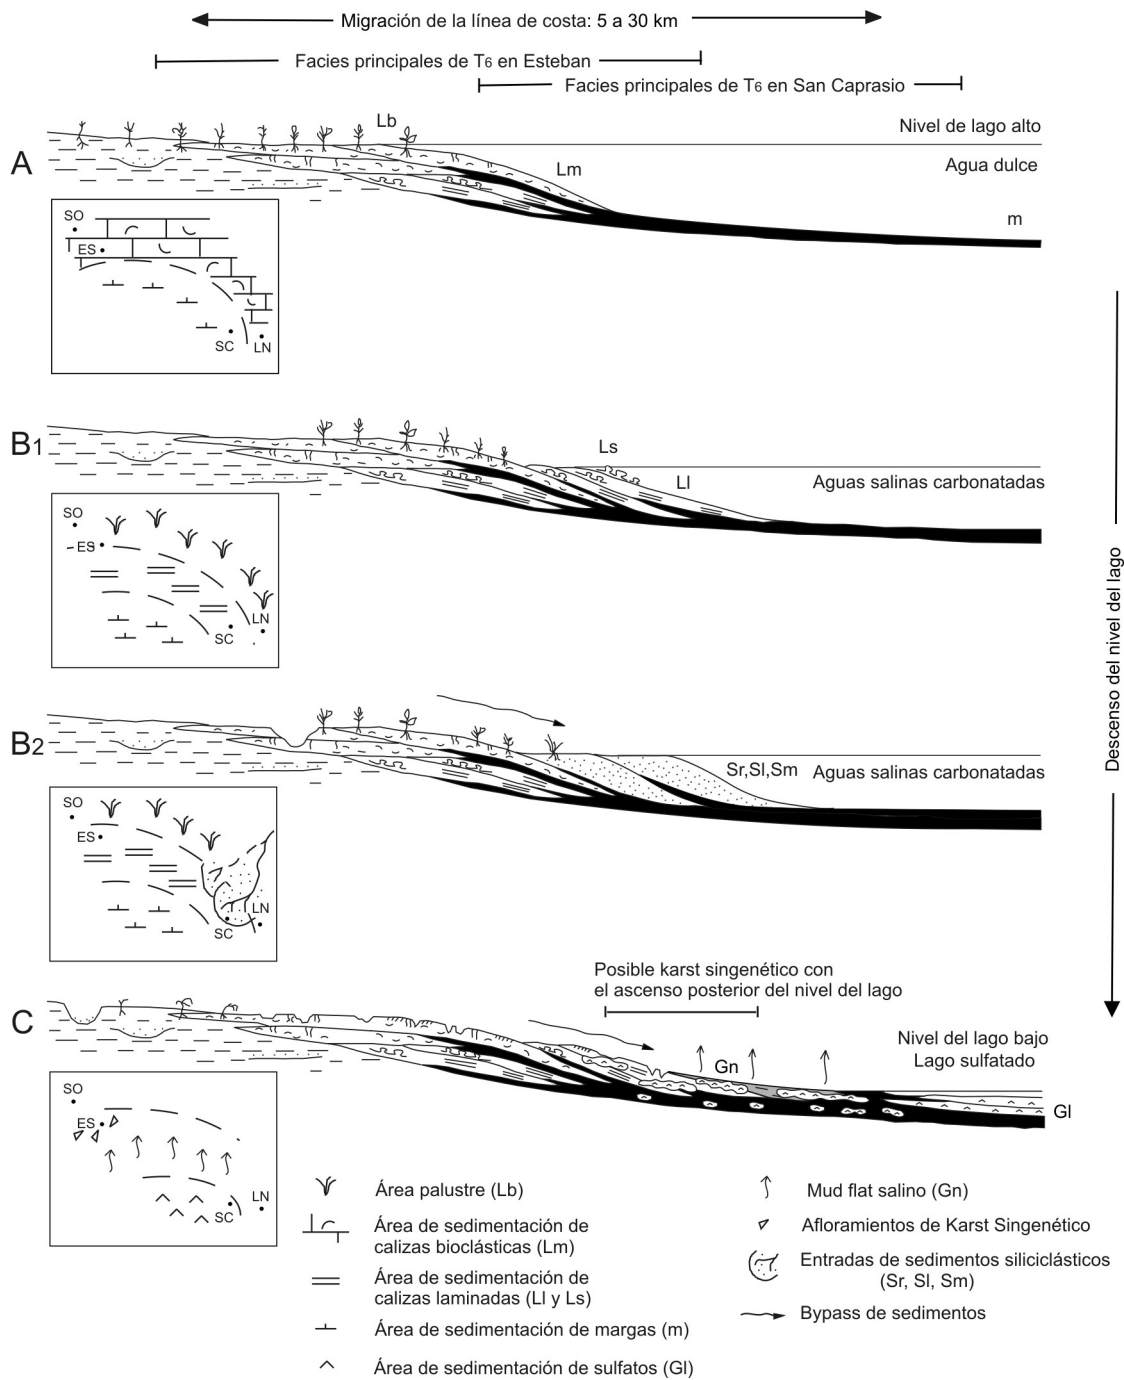 Migración de la línea de costa: 5 a 30 km
Facies principales de T6 en Esteban
Facies principales de T6 en San Caprasio
A
Lb
Lm
Nivel de lago alto
Agua dulce
m
SO
ES
SC
LN
B1
Ls
Ll
Aguas salinas carbonatadas
SO
ES
LN
SC
B2
Sr,Sl,Sm
Aguas salinas carbonatadas
SO
ES
LN
SC
Descenso del nivel del lago
Posible karst singenético con
el ascenso posterior del nivel del lago
C
Gn
Nivel del lago bajo
Lago sulfatado
Gl
SO
ES
LN
SC
Área palustre (Lb)
Área de sedimentación de
calizas bioclásticas (Lm)
Área de sedimentación de
calizas laminadas (Ll y Ls)
Área de sedimentación de margas (m)
Área de sedimentación de sulfatos (Gl)
Mud flat salino (Gn)
Afloramientos de Karst Singenético
Entradas de sedimentos siliciclásticos
(Sr, Sl, Sm)
Bypass de sedimentos